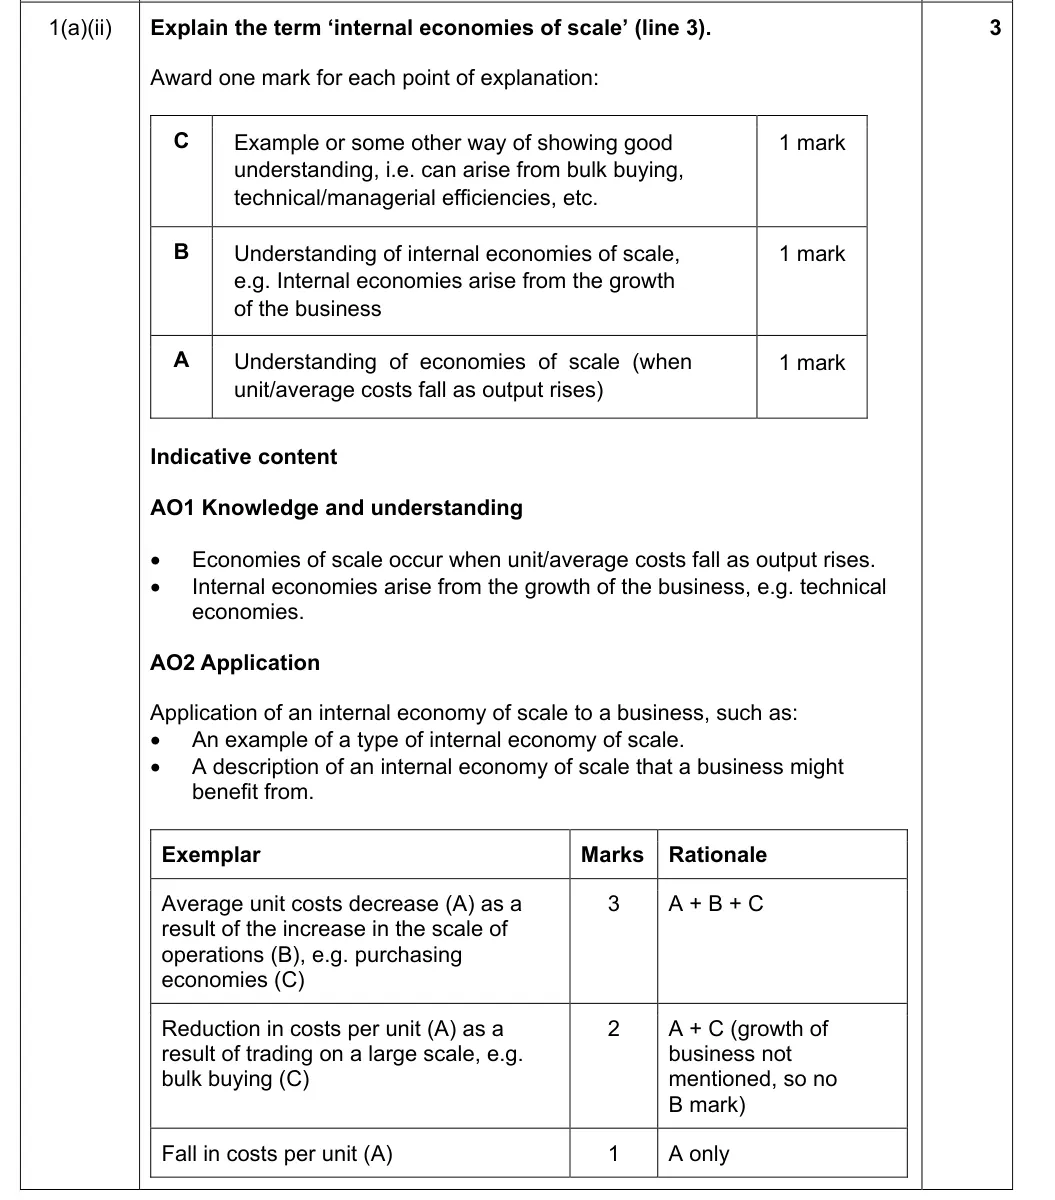 1(a)(ii)
Explain the term ‘internal economies of scale’ (line 3).
3
Award one mark for each point of explanation:
C
Example or some other way of showing good
understanding, i.e. can arise from bulk buying,
technical/managerial efficiencies, etc.
1 mark
B
Understanding of internal economies of scale,
e.g. Internal economies arise from the growth
of the business
1 mark
A
Understanding of economies of scale (when
unit/average costs fall as output rises)
1 mark
Indicative content
AO1 Knowledge and understanding
• Economies of scale occur when unit/average costs fall as output rises.
• Internal economies arise from the growth of the business, e.g. technical
economies.
AO2 Application
Application of an internal economy of scale to a business, such as:
• An example of a type of internal economy of scale.
• A description of an internal economy of scale that a business might
benefit from.
Exemplar
Marks
Rationale
Average unit costs decrease (A) as a
result of the increase in the scale of
operations (B), e.g. purchasing
economies (C)
3
A + B + C
Reduction in costs per unit (A) as a
result of trading on a large scale, e.g.
bulk buying (C)
2
A + C (growth of
business not
mentioned, so no
B mark)
Fall in costs per unit (A)
1
A only